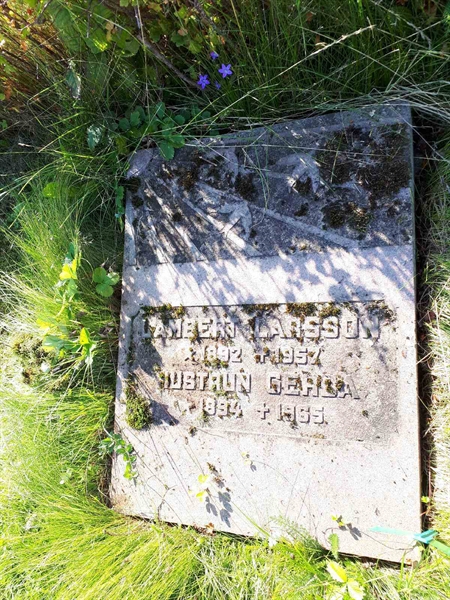 LAMBERT LARSSON
* 1892 † 1957
HUSTRUN GERDA
* 1894 † 1965